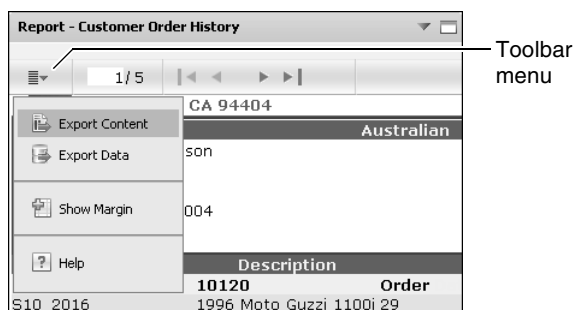 Report - Customer Order History
Toolbar
menu
1/ 5
CA 94404
Export Content
Australian
Export Data
son
Show Margin
004
Help
Description
10120 Order
S10_2016 1996 Moto Guzzi 1100i 29